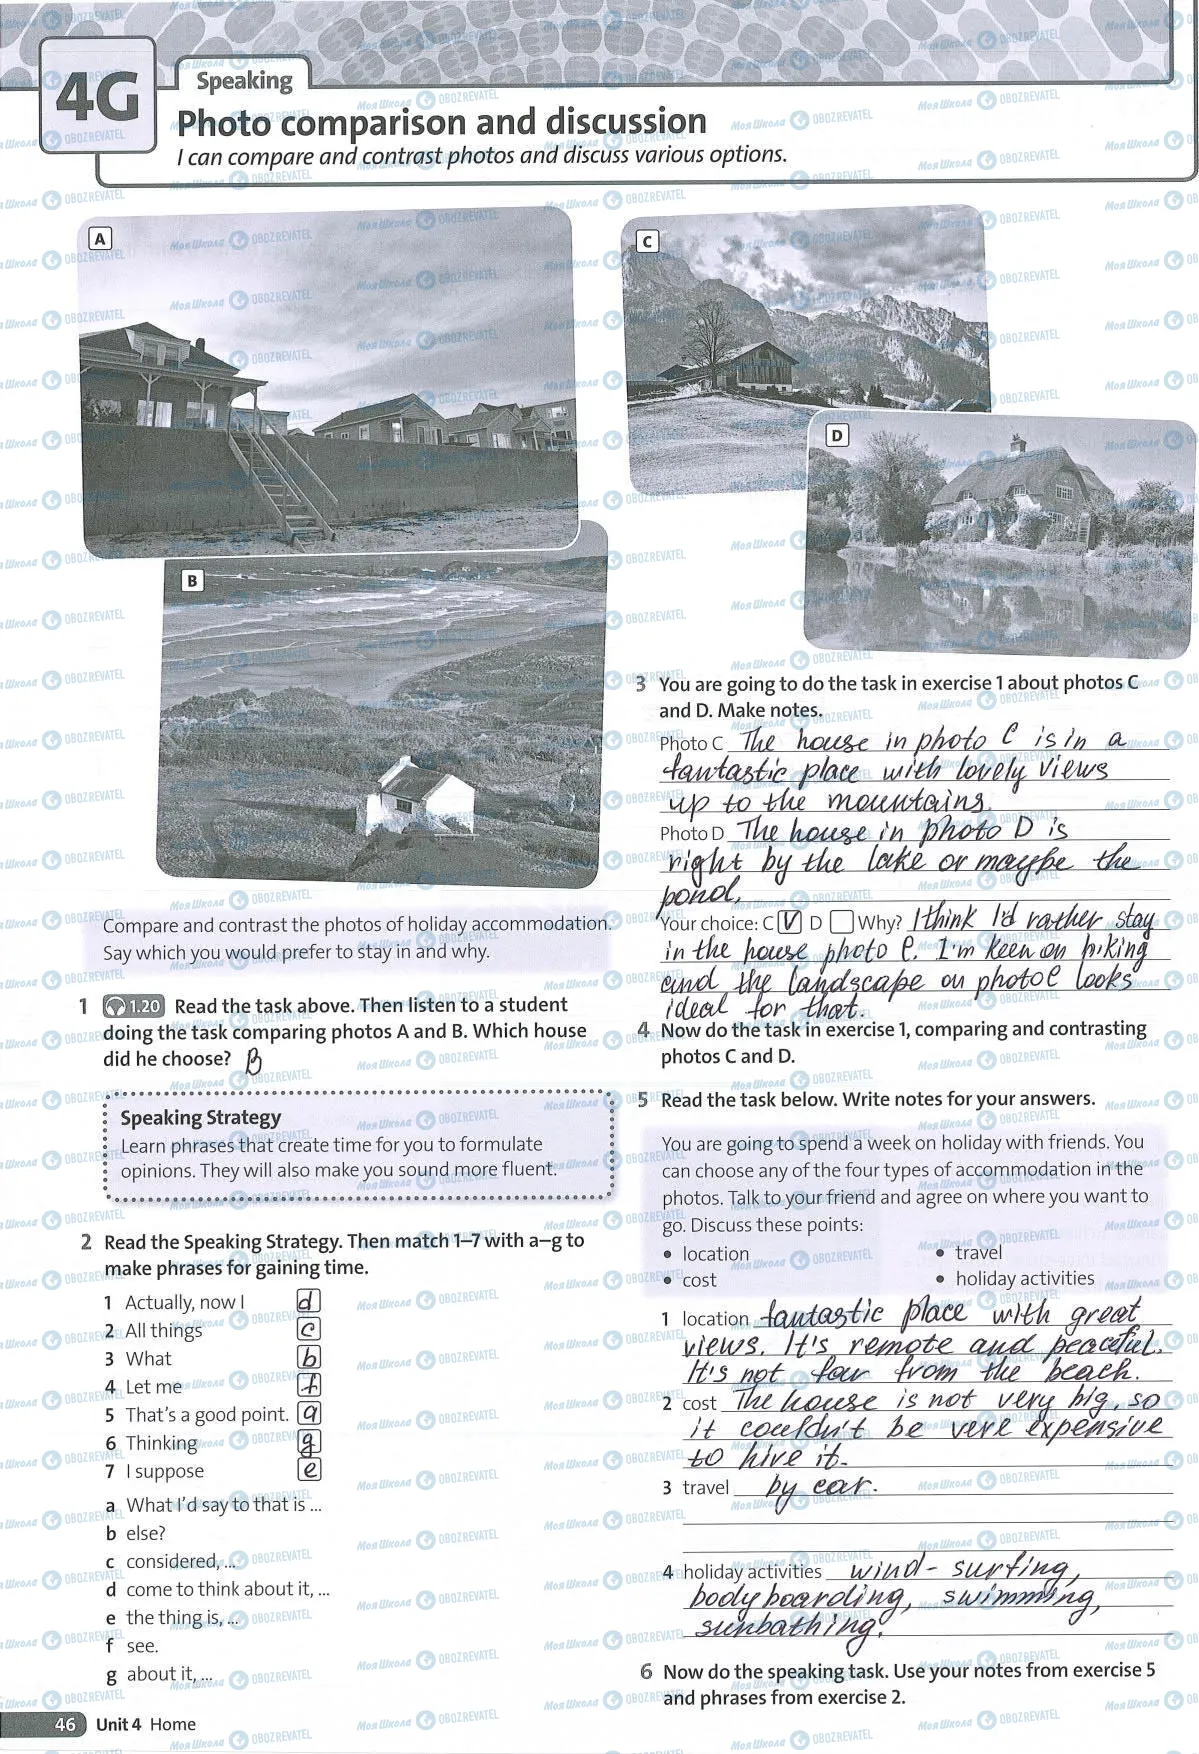 4G
Speaking
Photo comparison and discussion
I can compare and contrast photos and discuss various options.
A
B
C
D
Compare and contrast the photos of holiday accommodation.
Say which you would prefer to stay in and why.
1 1.20 Read the task above. Then listen to a student
doing the task comparing photos A and B. Which house
did he choose? B
Speaking Strategy
Learn phrases that create time for you to formulate
opinions. They will also make you sound more fluent.
2 Read the Speaking Strategy. Then match 1–7 with a–g to
make phrases for gaining time.
1 Actually, now I d
2 All things c
3 What b
4 Let me f
5 That's a good point. a
6 Thinking g
7 I suppose e
a What I'd say to that is ...
b else?
c considered, ...
d come to think about it, ...
e the thing is, ...
f see.
g about it, ...
3 You are going to do the task in exercise 1 about photos C
and D. Make notes.
Photo C The house in photo C is in a
fantastic place with lovely views
up to the mountains.
Photo D The house in photo D is
right by the lake or maybe the
pond.
Your choice: C V D Why? I think I'd rather stay
in the house photo C. I'm keen on hiking
and the landscape on photo C looks
ideal for that.
4 Now do the task in exercise 1, comparing and contrasting
photos C and D.
5 Read the task below. Write notes for your answers.
You are going to spend a week on holiday with friends. You
can choose any of the four types of accommodation in the
photos. Talk to your friend and agree on where you want to
go. Discuss these points:
• location • travel
• cost • holiday activities
1 location fantastic place with great
views. It's remote and peaceful.
It's not far from the beach.
2 cost The house is not very big, so
it couldn't be vere expensive
to hire it.
3 travel by car.
4 holiday activities wind-surfing,
bodyboarding, swimming,
sunbathing.
6 Now do the speaking task. Use your notes from exercise 5
and phrases from exercise 2.
46 Unit 4 Home
Моя Школа OBOZREVATEL